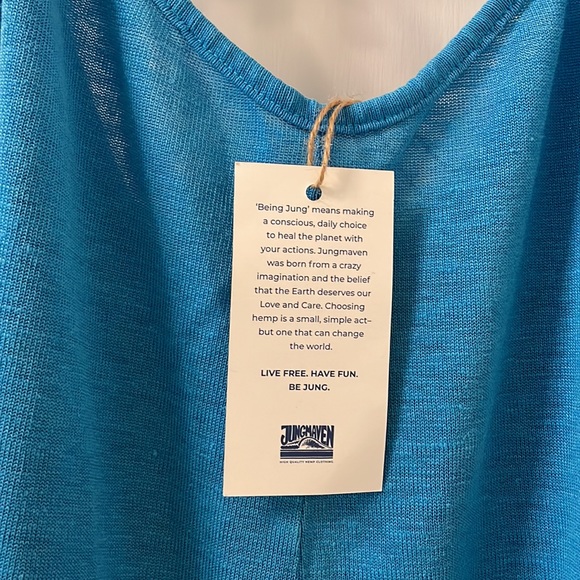 ‘Being Jung’ means making
a conscious, daily choice
to heal the planet with
your actions. Jungmaven
was born from a crazy
imagination and the belief
that the Earth deserves our
Love and Care. Choosing
hemp is a small, simple act–
but one that can change
the world.
LIVE FREE. HAVE FUN.
BE JUNG.
JUNGMAVEN
HIGH QUALITY HEMP CLOTHING